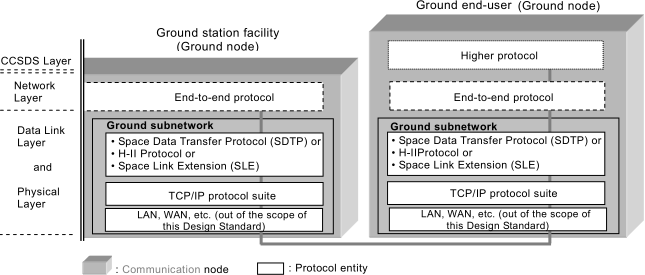 Ground station facility
(Ground node)
Ground end-user (Ground node)
CCSDS Layer
Higher protocol
Network
Layer
End-to-end protocol
End-to-end protocol
Data Link
Layer
and
Physical
Layer
Ground subnetwork
• Space Data Transfer Protocol (SDTP) or
• H-II Protocol or
• Space Link Extension (SLE)
TCP/IP protocol suite
LAN, WAN, etc. (out of the scope of
this Design Standard)
Ground subnetwork
• Space Data Transfer Protocol (SDTP) or
• H-IIProtocol or
• Space Link Extension (SLE)
TCP/IP protocol suite
LAN, WAN, etc. (out of the scope of
this Design Standard)
: Communication node
: Protocol entity